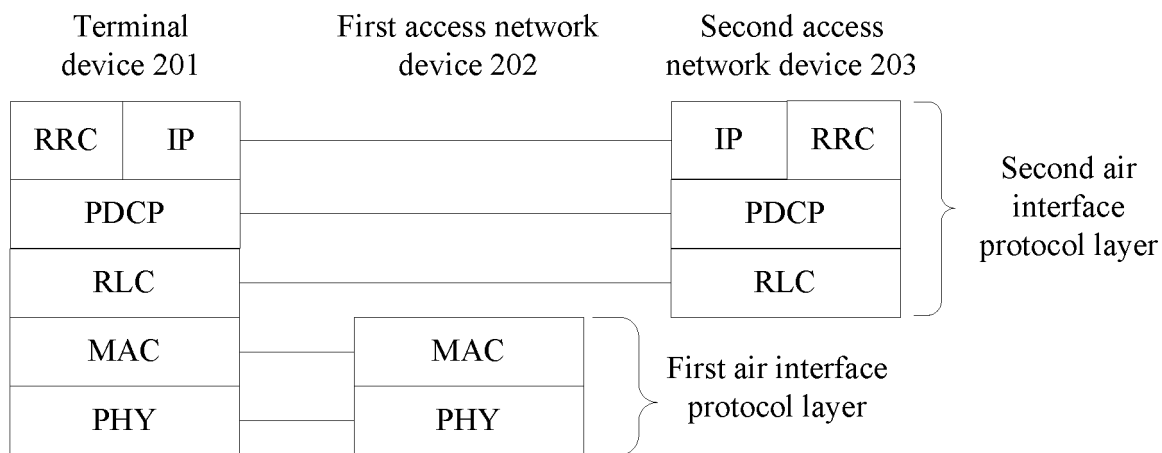 Terminal
device 201
First access network
device 202
Second access
network device 203
RRC
IP
IP
RRC
PDCP
PDCP
RLC
RLC
Second air
interface
protocol layer
MAC
MAC
PHY
PHY
First air interface
protocol layer